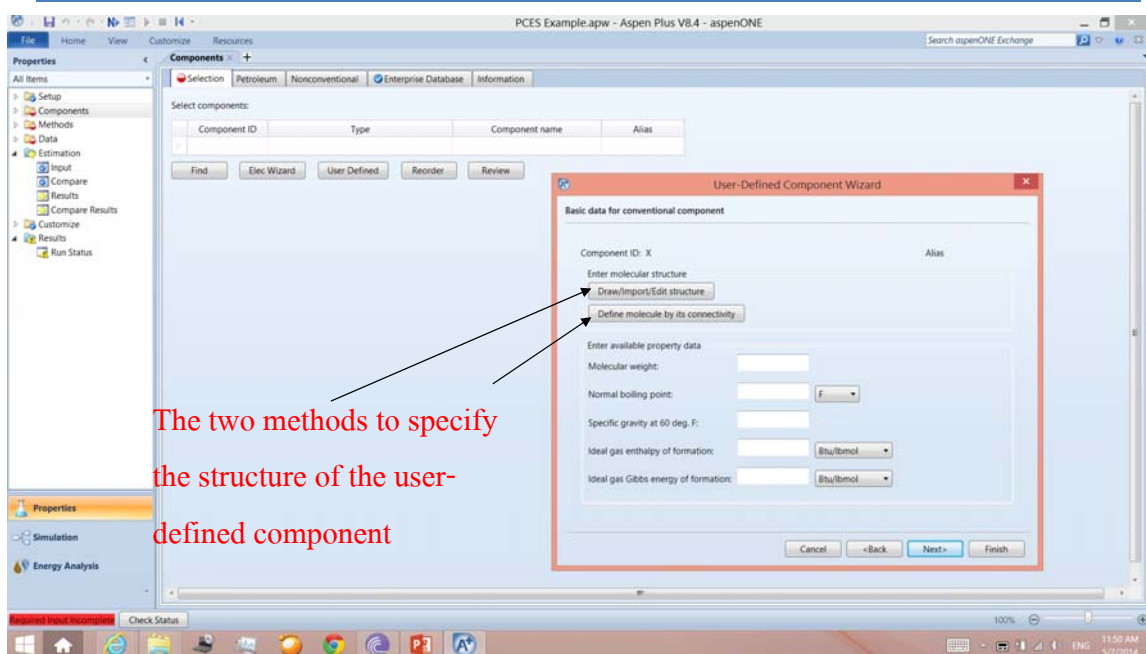 PCES Example.apw - Aspen Plus V8.4 - aspenONE
File Home View Customize Resources
Search aspenONE Exchange
Properties
All Items
Setup
Components
Methods
Data
Estimation
Input
Compare
Results
Compare Results
Customize
Results
Run Status
Properties
Simulation
Energy Analysis
Components +
Selection Petroleum Nonconventional Enterprise Database Information
Select components:
Component ID Type Component name Alias
Find Elec Wizard User Defined Reorder Review
User-Defined Component Wizard
Basic data for conventional component
Component ID: X Alias
Enter molecular structure
Draw/Import/Edit structure
Define molecule by its connectivity
Enter available property data
Molecular weight:
Normal boiling point: F
Specific gravity at 60 deg. F:
Ideal gas enthalpy of formation: Btu/lbmol
Ideal gas Gibbs energy of formation: Btu/lbmol
Cancel <Back Next> Finish
The two methods to specify
the structure of the user-
defined component
Required Input Incomplete Check Status
100%
ENG 11:50 AM
5/7/2014